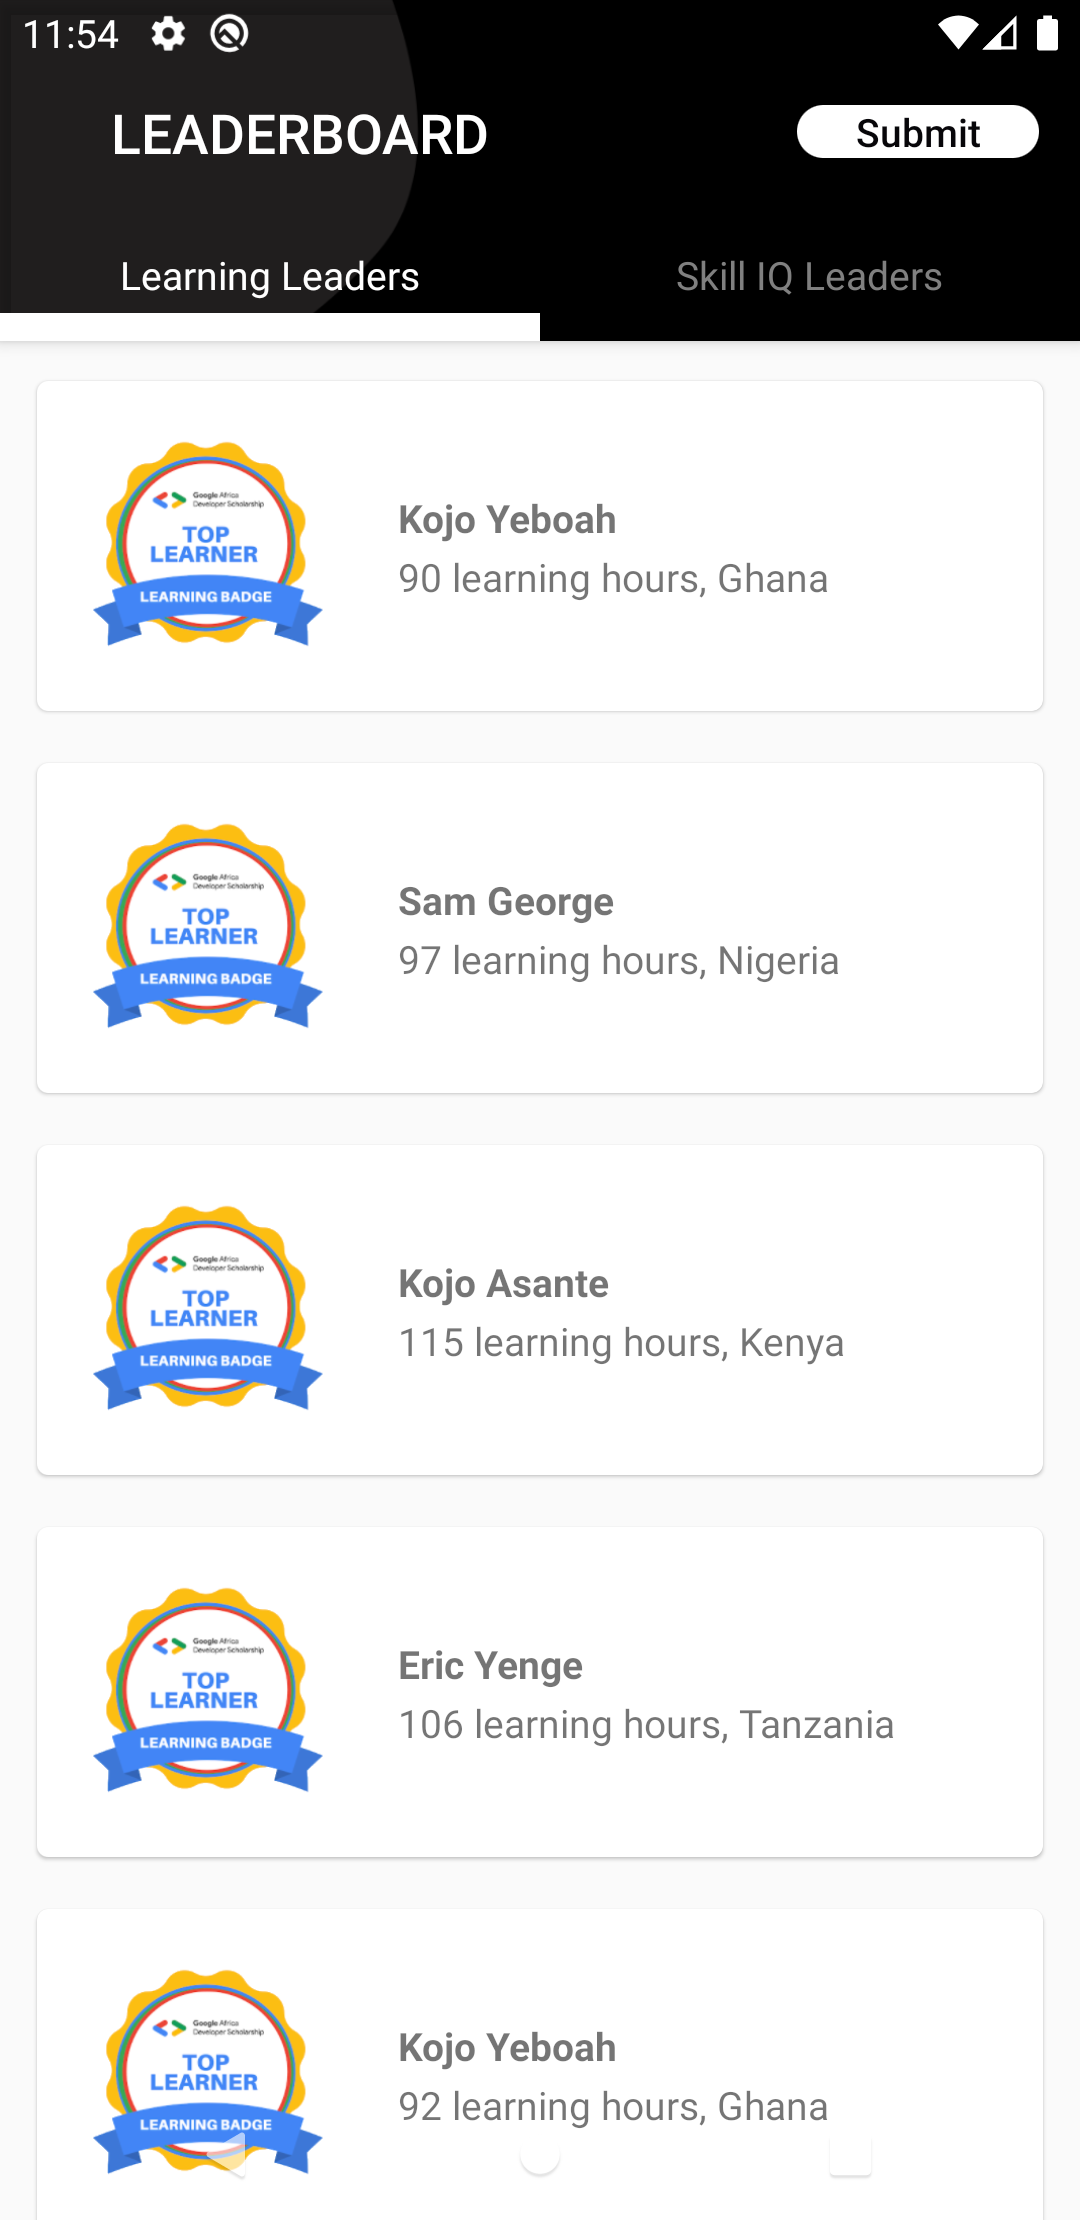 11:54
LEADERBOARD
Submit
Learning Leaders
Skill IQ Leaders
Google Africa
Developer Scholarship
TOP
LEARNER
LEARNING BADGE
Kojo Yeboah
90 learning hours, Ghana
Google Africa
Developer Scholarship
TOP
LEARNER
LEARNING BADGE
Sam George
97 learning hours, Nigeria
Google Africa
Developer Scholarship
TOP
LEARNER
LEARNING BADGE
Kojo Asante
115 learning hours, Kenya
Google Africa
Developer Scholarship
TOP
LEARNER
LEARNING BADGE
Eric Yenge
106 learning hours, Tanzania
Google Africa
Developer Scholarship
TOP
LEARNER
LEARNING BADGE
Kojo Yeboah
92 learning hours, Ghana